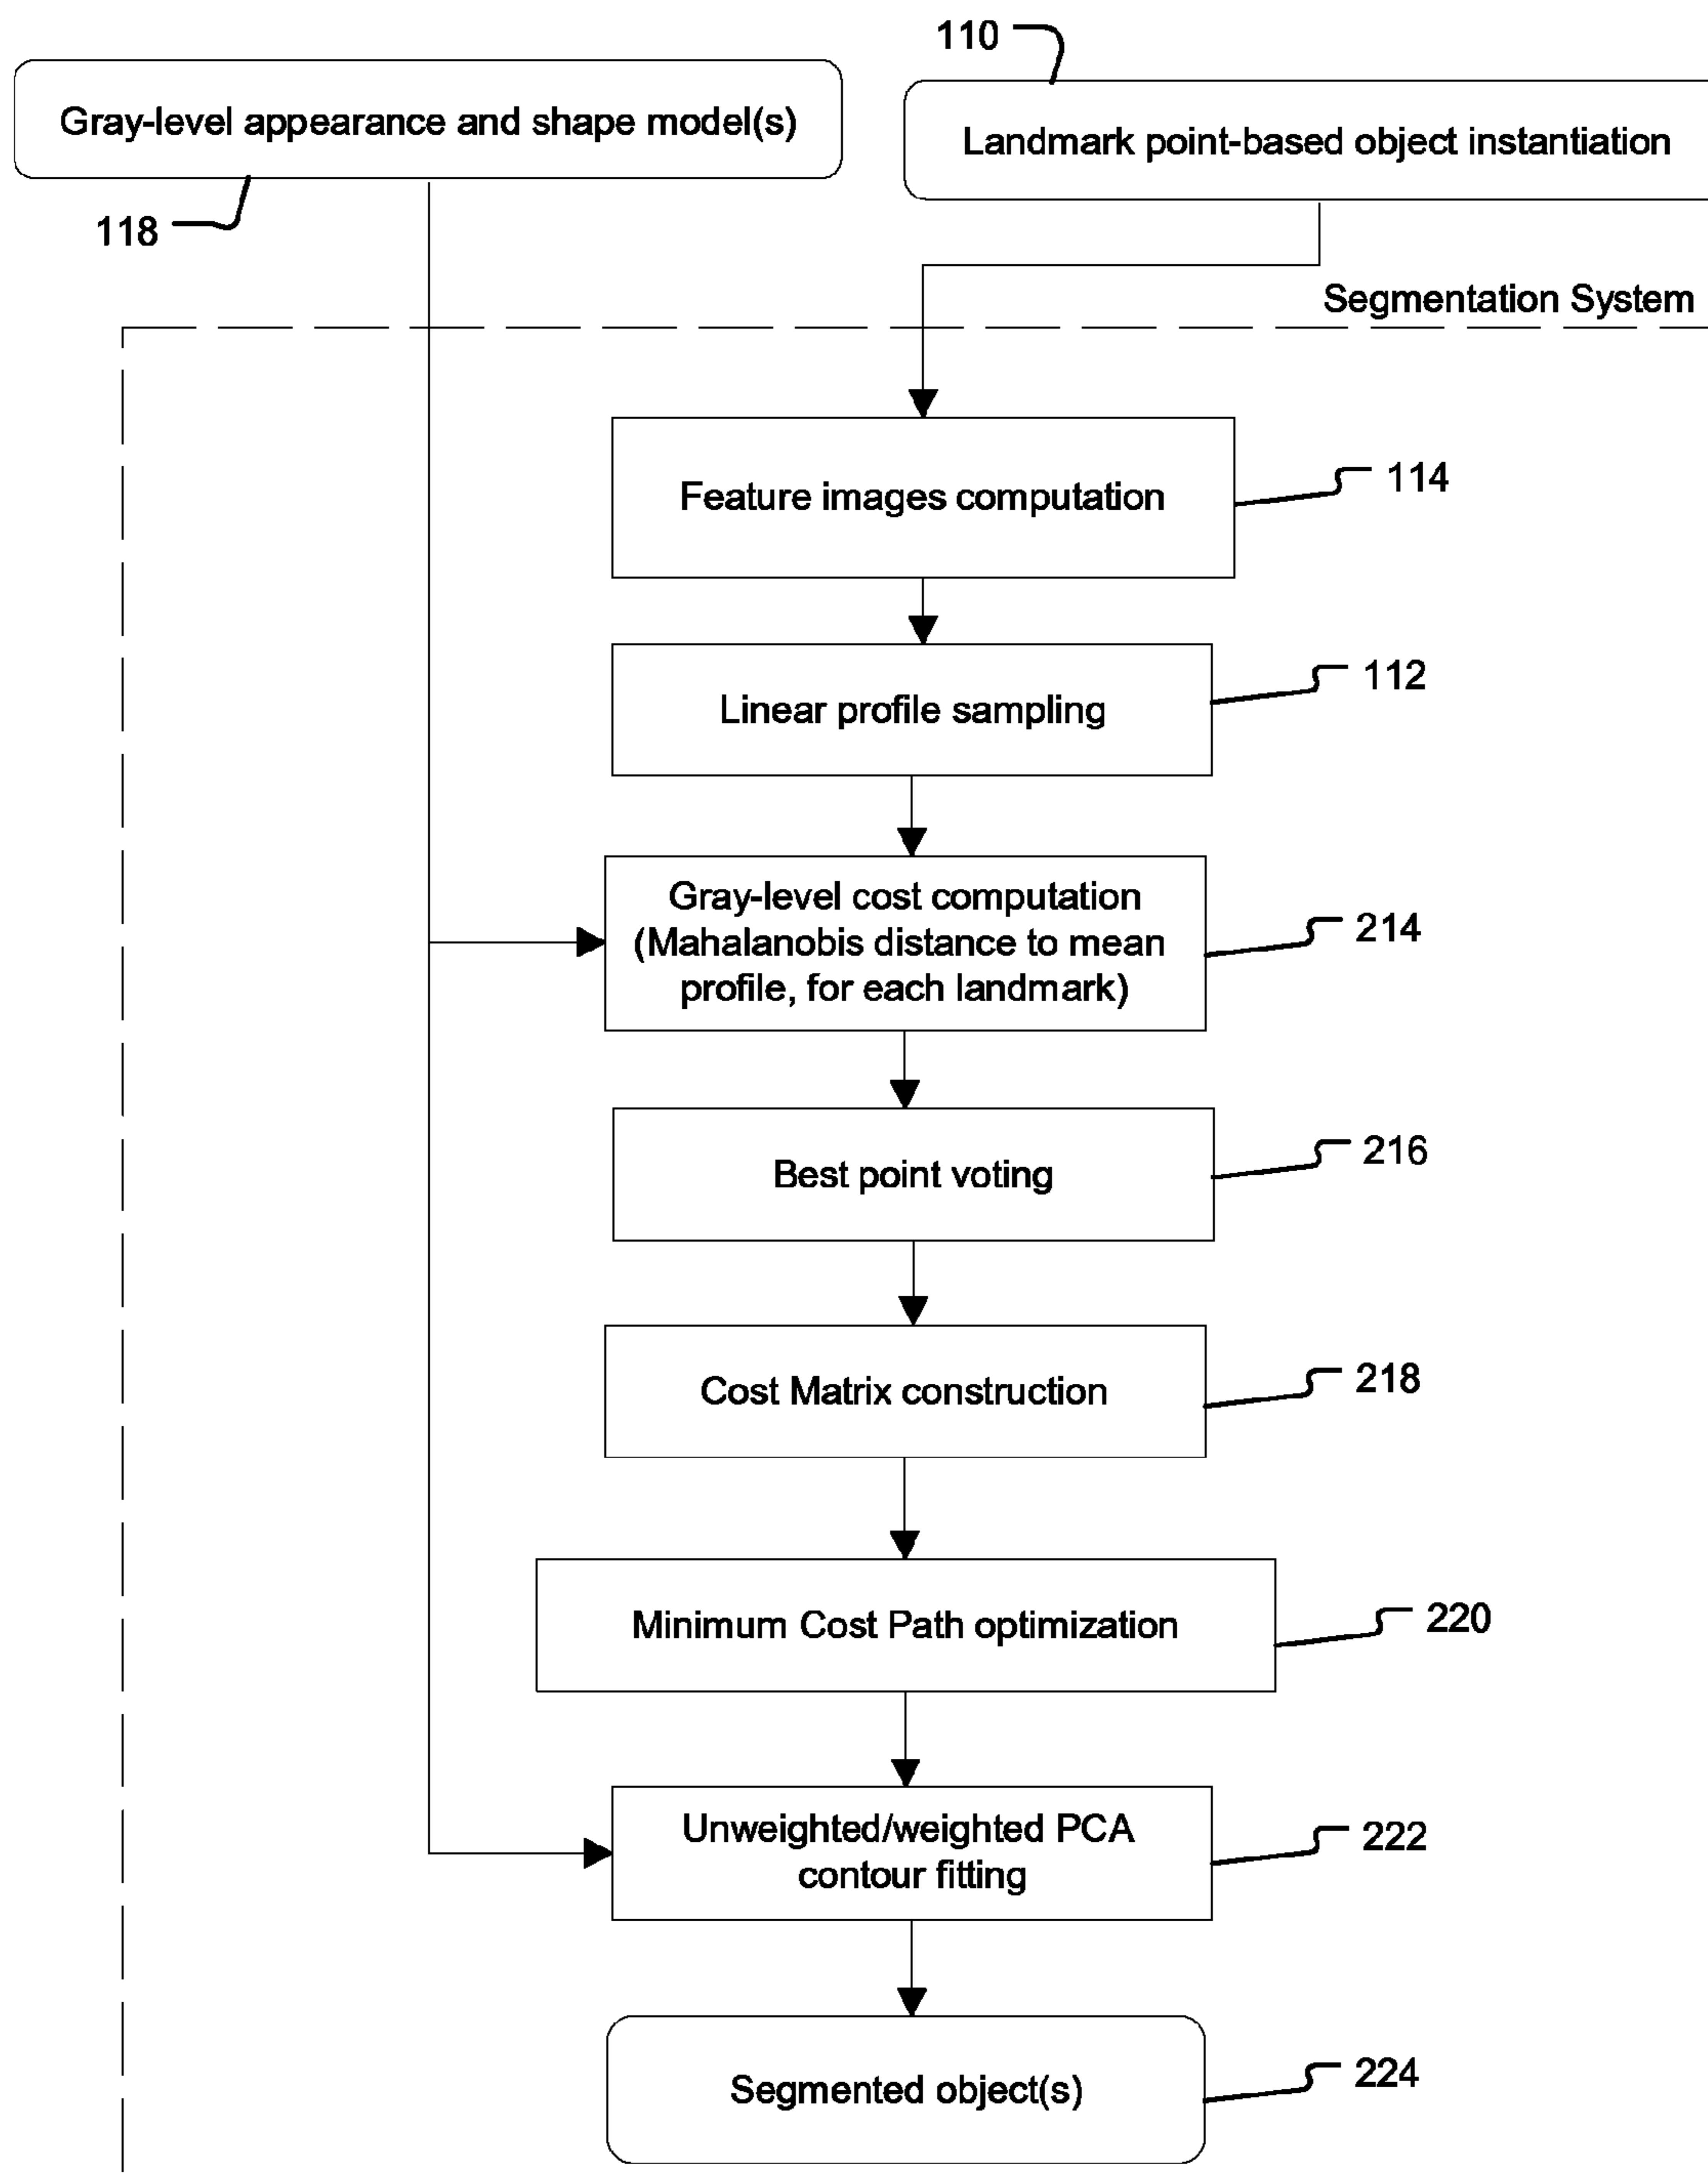 110
Gray-level appearance and shape model(s)
Landmark point-based object instantiation
118
Segmentation System
Feature images computation
114
Linear profile sampling
112
Gray-level cost computation
(Mahalanobis distance to mean
profile, for each landmark)
214
Best point voting
216
Cost Matrix construction
218
Minimum Cost Path optimization
220
Unweighted/weighted PCA
contour fitting
222
Segmented object(s)
224